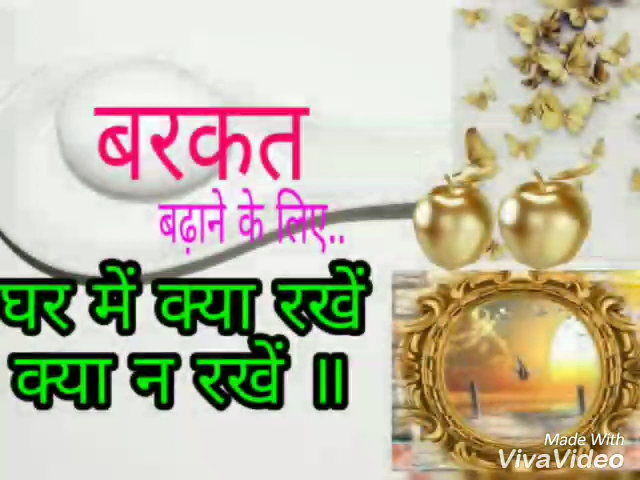 बरकत
बढ़ाने के लिए..
घर में क्या रखें
क्या न रखें ॥
Made With
VivaVideo